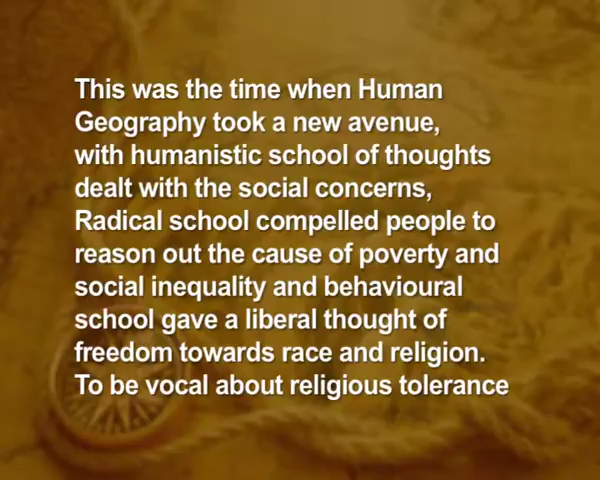 This was the time when Human
Geography took a new avenue,
with humanistic school of thoughts
dealt with the social concerns,
Radical school compelled people to
reason out the cause of poverty and
social inequality and behavioural
school gave a liberal thought of
freedom towards race and religion.
To be vocal about religious tolerance